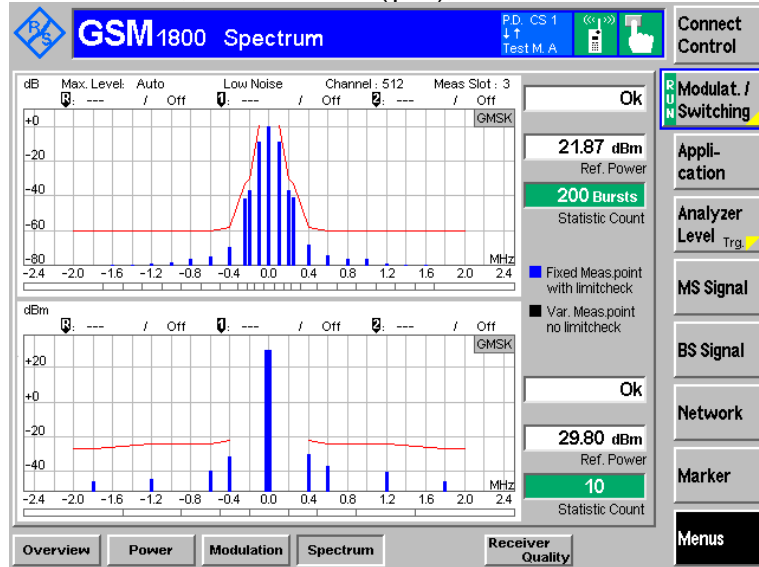 R/S GSM 1800 Spectrum
P.D. CS 1
↓↑
Test M. A
Connect
Control
dB Max. Level: Auto Low Noise Channel : 512 Meas Slot : 3
R: --- / Off 1: --- / Off 2: --- / Off
GMSK
+0
-20
-40
-60
-80
MHz
-2.4 -2.0 -1.6 -1.2 -0.8 -0.4 0.0 0.4 0.8 1.2 1.6 2.0 2.4
Ok
21.87 dBm
Ref. Power
200 Bursts
Statistic Count
Fixed Meas.point
with limitcheck
Var. Meas.point
no limitcheck
dBm
R: --- / Off 1: --- / Off 2: --- / Off
GMSK
+20
+0
-20
-40
MHz
-2.4 -2.0 -1.6 -1.2 -0.8 -0.4 0.0 0.4 0.8 1.2 1.6 2.0 2.4
Ok
29.80 dBm
Ref. Power
10
Statistic Count
RUN
Modulat. /
Switching
Appli-
cation
Analyzer
Level Trg.
MS Signal
BS Signal
Network
Marker
Menus
Overview Power Modulation Spectrum Receiver
Quality